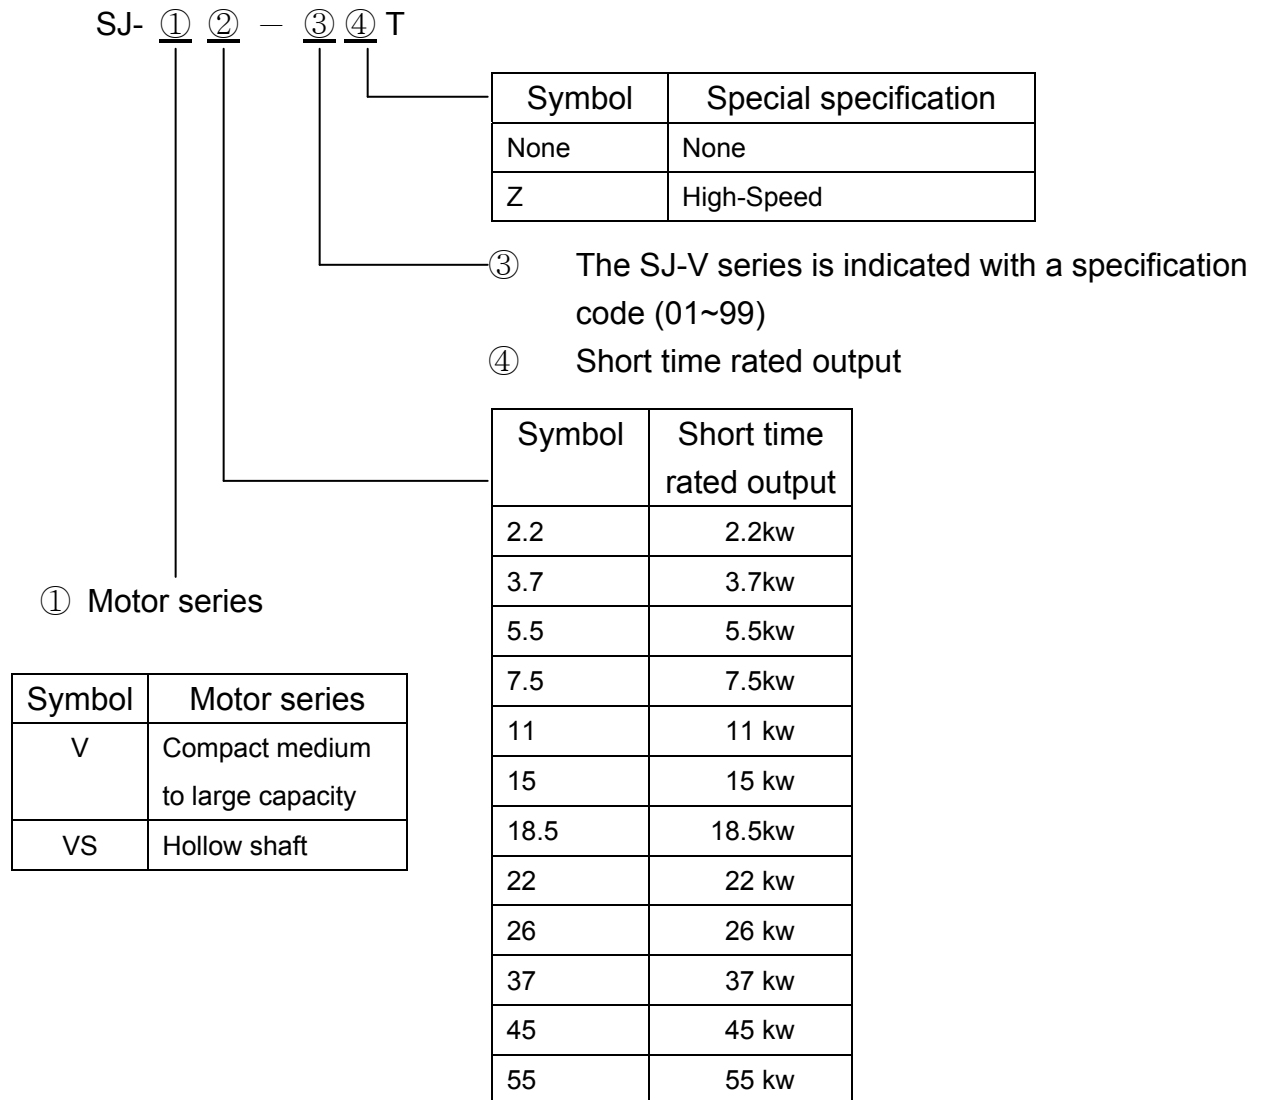 SJ- ① ② － ③ ④ T
Symbol Special specification
None None
Z High-Speed
③ The SJ-V series is indicated with a specification
code (01~99)
④ Short time rated output
Symbol Short time
rated output
2.2 2.2kw
3.7 3.7kw
5.5 5.5kw
7.5 7.5kw
11 11 kw
15 15 kw
18.5 18.5kw
22 22 kw
26 26 kw
37 37 kw
45 45 kw
55 55 kw
① Motor series
Symbol Motor series
V Compact medium
to large capacity
VS Hollow shaft